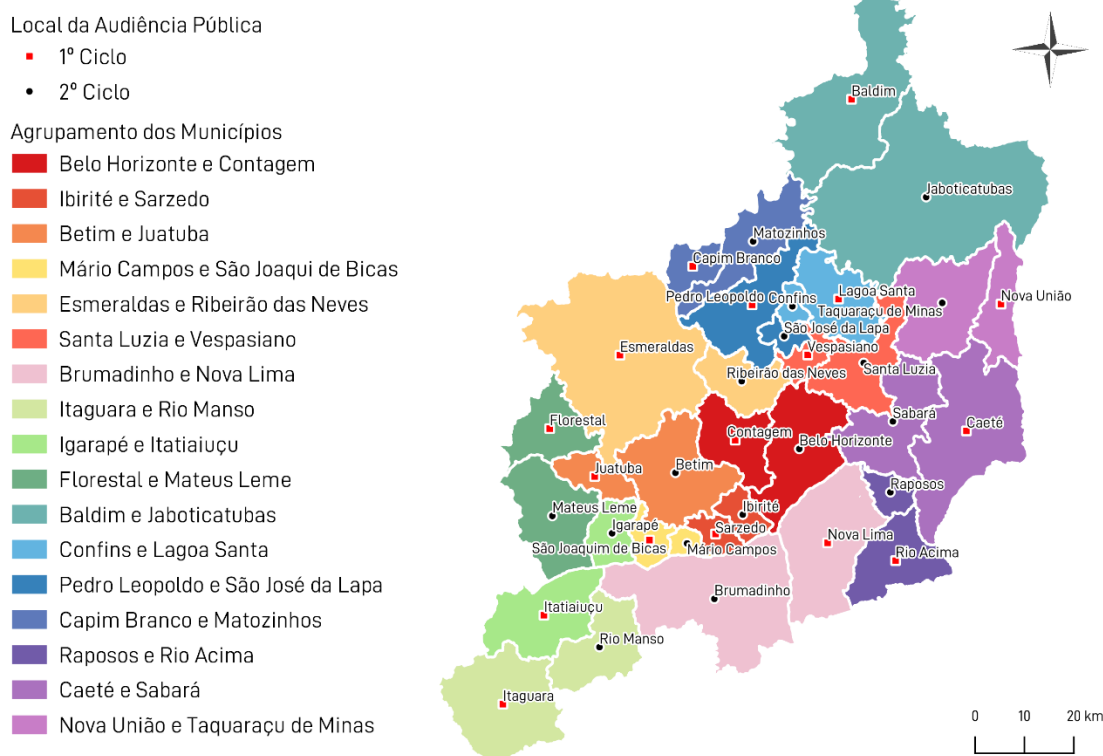 Local da Audiência Pública
1º Ciclo
2º Ciclo
Agrupamento dos Municípios
Belo Horizonte e Contagem
Ibirité e Sarzedo
Betim e Juatuba
Mário Campos e São Joaqui de Bicas
Esmeraldas e Ribeirão das Neves
Santa Luzia e Vespasiano
Brumadinho e Nova Lima
Itaguara e Rio Manso
Igarapé e Itatiaiuçu
Florestal e Mateus Leme
Baldim e Jaboticatubas
Confins e Lagoa Santa
Pedro Leopoldo e São José da Lapa
Capim Branco e Matozinhos
Raposos e Rio Acima
Caeté e Sabará
Nova União e Taquaraçu de Minas
Baldim
Jaboticatubas
Matozinhos
Capim Branco
Lagoa Santa
Pedro Leopoldo
Confins
Nova União
Taquaraçu de Minas
São José da Lapa
Vespasiano
Esmeraldas
Santa Luzia
Ribeirão das Neves
Sabará
Caeté
Florestal
Contagem
Belo Horizonte
Juatuba
Betim
Raposos
Mateus Leme
Ibirité
Igarapé
Sarzedo
São Joaquim de Bicas
Mário Campos
Nova Lima
Rio Acima
Brumadinho
Itatiaiuçu
Rio Manso
Itaguara
0 10 20 km